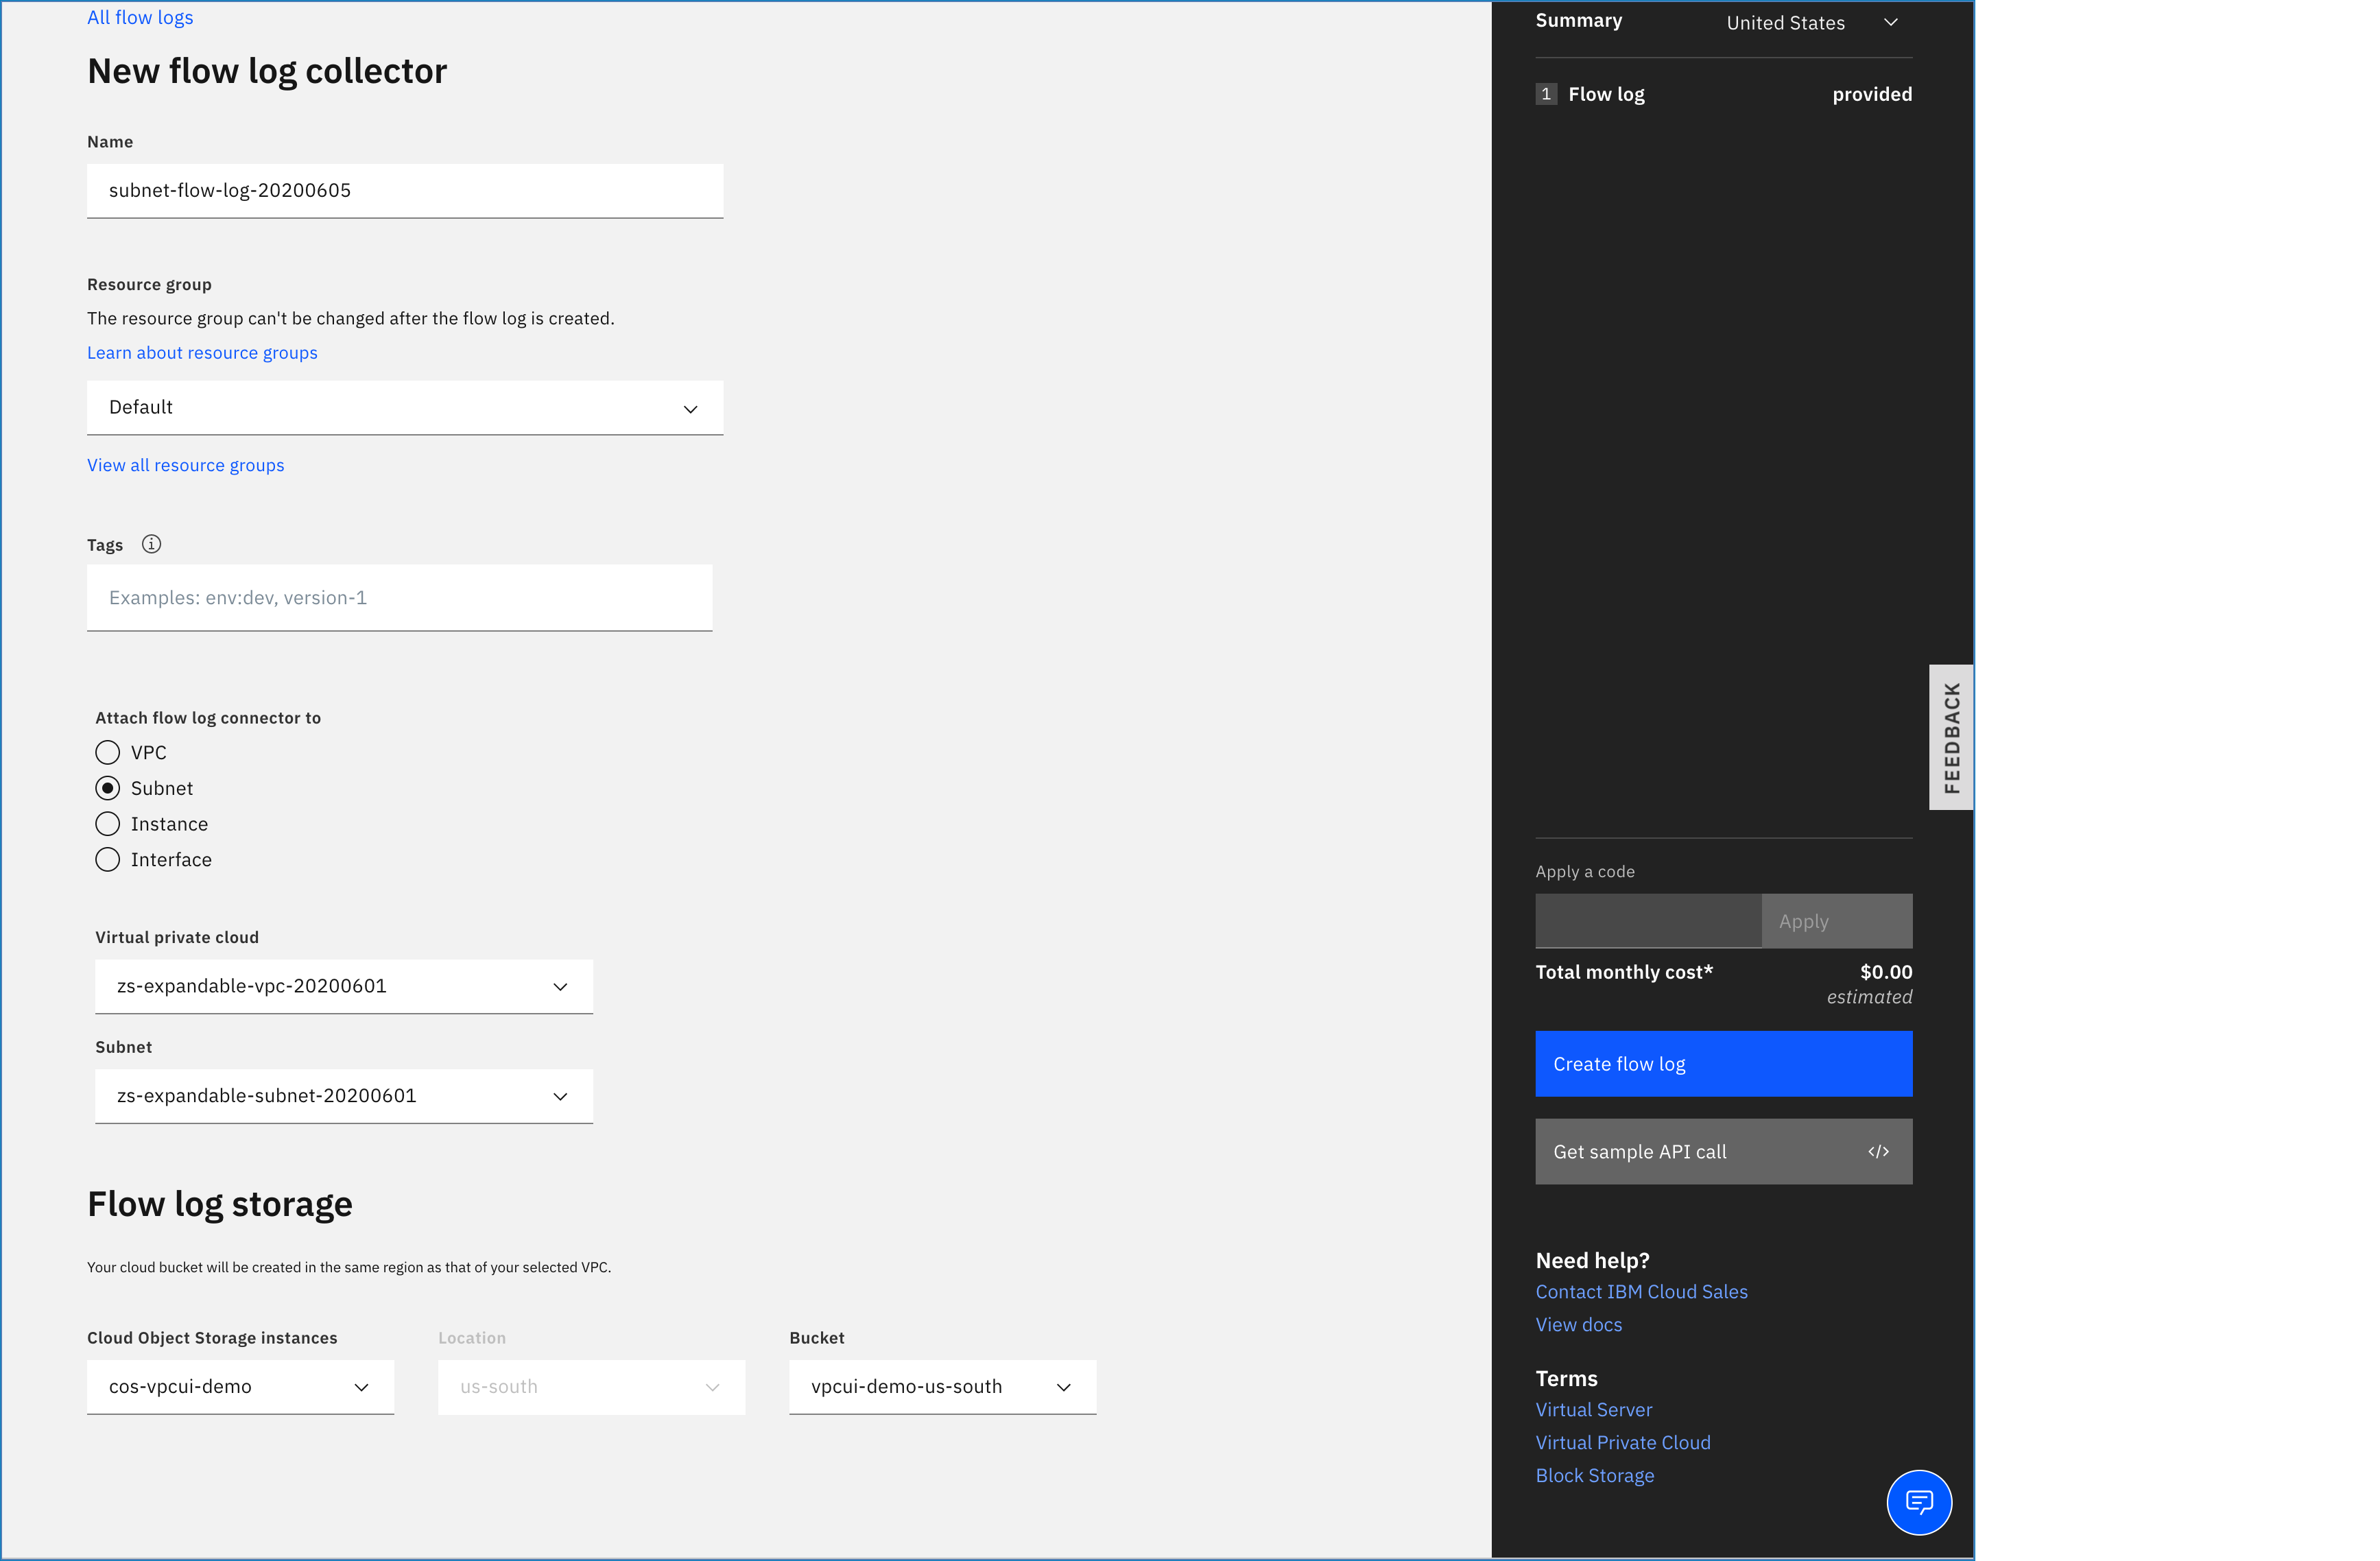 All flow logs
New flow log collector
Name
subnet-flow-log-20200605
Resource group
The resource group can't be changed after the flow log is created.
Learn about resource groups
Default
View all resource groups
Tags
Examples: env:dev, version-1
Attach flow log connector to
VPC
Subnet
Instance
Interface
Virtual private cloud
zs-expandable-vpc-20200601
Subnet
zs-expandable-subnet-20200601
Flow log storage
Your cloud bucket will be created in the same region as that of your selected VPC.
Cloud Object Storage instances
cos-vpcui-demo
Location
us-south
Bucket
vpcui-demo-us-south
Summary
United States
1 Flow log provided
FEEDBACK
Apply a code
Apply
Total monthly cost* $0.00
estimated
Create flow log
Get sample API call </>
Need help?
Contact IBM Cloud Sales
View docs
Terms
Virtual Server
Virtual Private Cloud
Block Storage